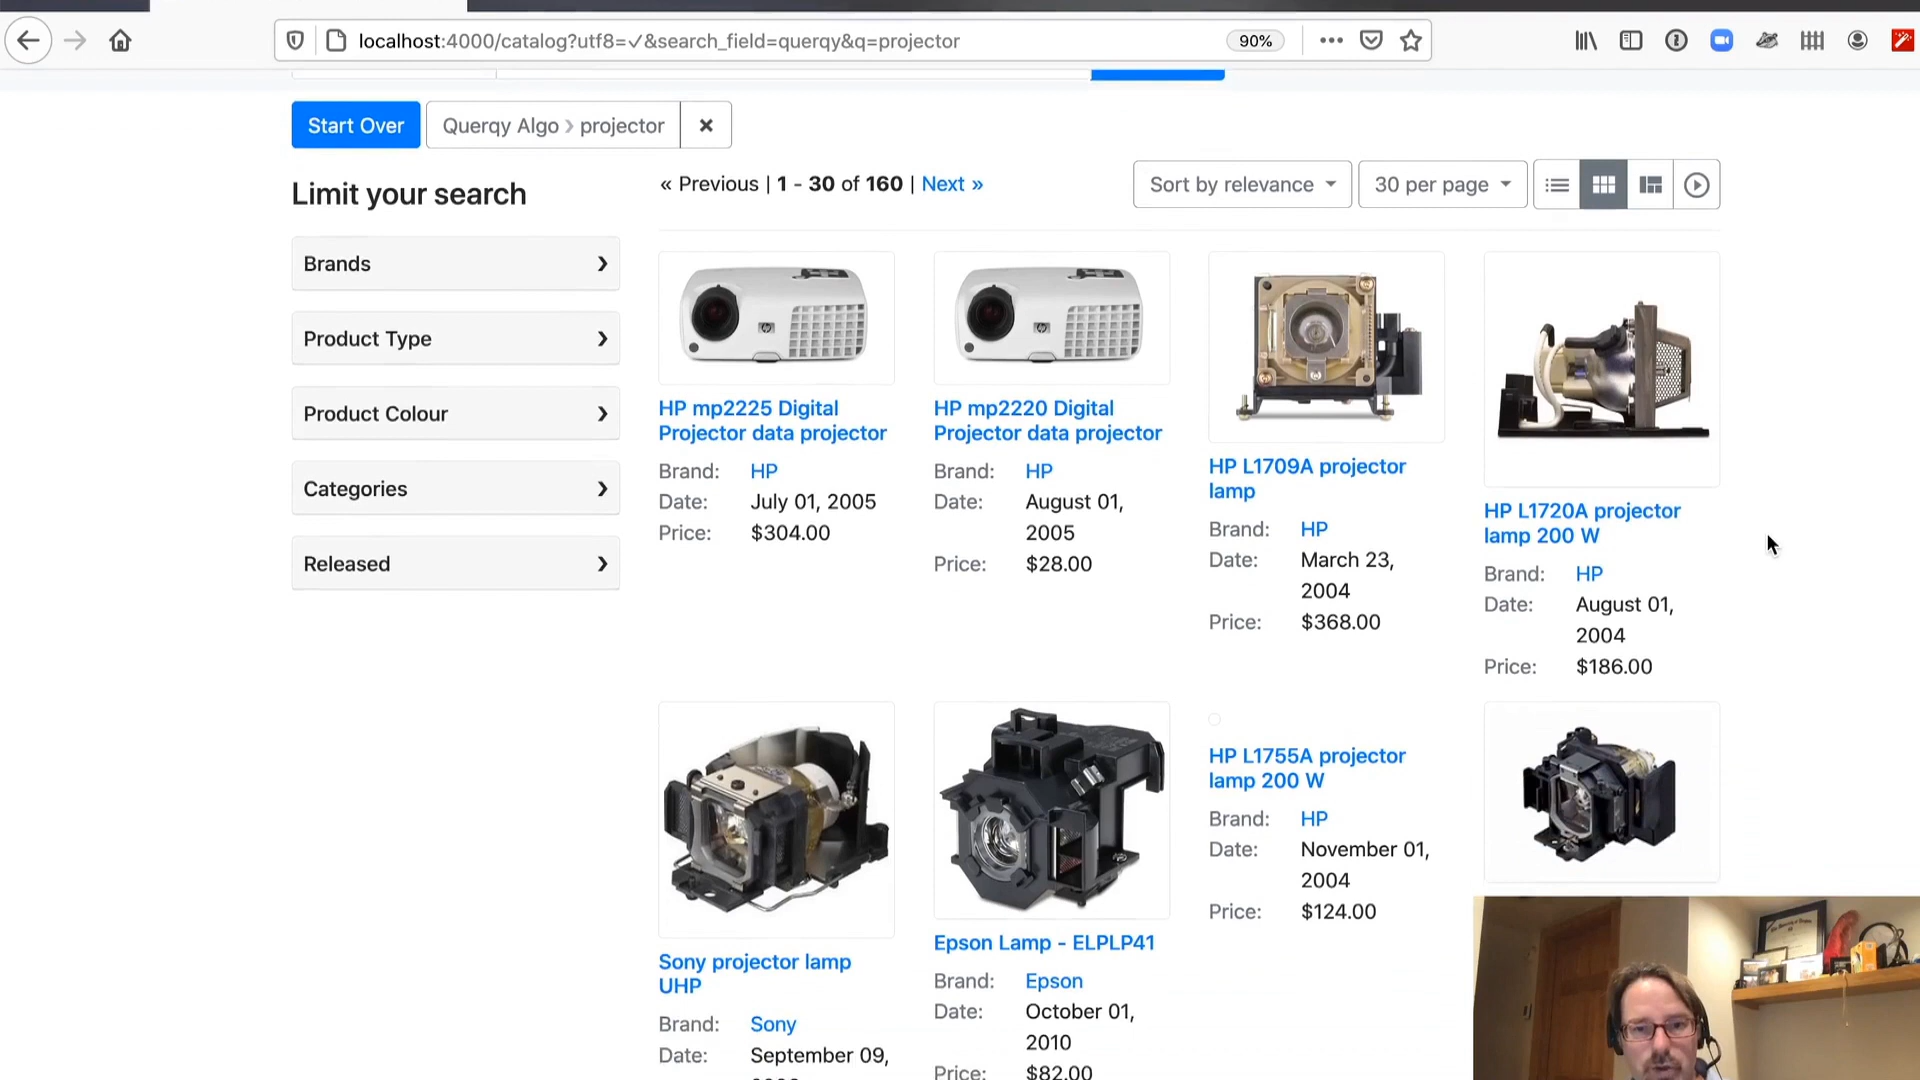 localhost:4000/catalog?utf8=✓&search_field=querqy&q=projector
90%
Start Over
Querqy Algo › projector ×
Limit your search
« Previous | 1 - 30 of 160 | Next »
Sort by relevance
30 per page
Brands
Product Type
Product Colour
Categories
Released
HP mp2225 Digital
Projector data projector
Brand: HP
Date: July 01, 2005
Price: $304.00
HP mp2220 Digital
Projector data projector
Brand: HP
Date: August 01,
2005
Price: $28.00
HP L1709A projector
lamp
Brand: HP
Date: March 23,
2004
Price: $368.00
HP L1720A projector
lamp 200 W
Brand: HP
Date: August 01,
2004
Price: $186.00
Sony projector lamp
UHP
Brand: Sony
Date: September 09,
Epson Lamp - ELPLP41
Brand: Epson
Date: October 01,
2010
Price: $82.00
HP L1755A projector
lamp 200 W
Brand: HP
Date: November 01,
2004
Price: $124.00